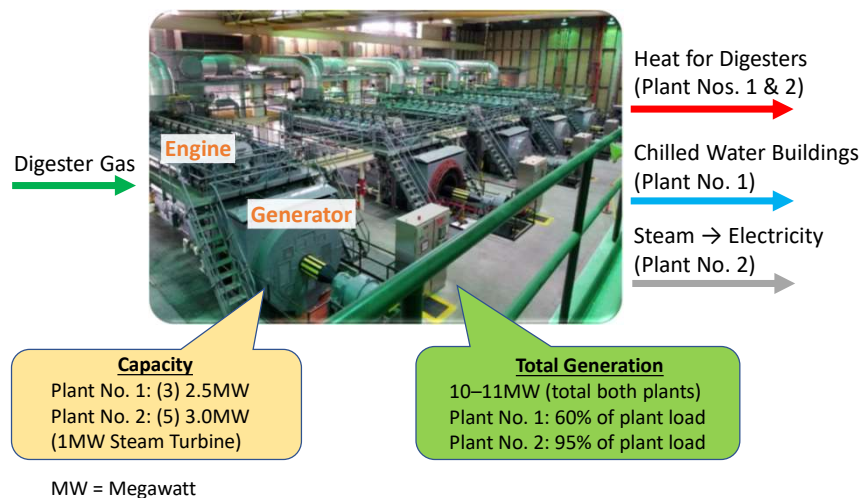 Digester Gas
Engine
Generator
Heat for Digesters
(Plant Nos. 1 & 2)
Chilled Water Buildings
(Plant No. 1)
Steam → Electricity
(Plant No. 2)
Capacity
Plant No. 1: (3) 2.5MW
Plant No. 2: (5) 3.0MW
(1MW Steam Turbine)
Total Generation
10–11MW (total both plants)
Plant No. 1: 60% of plant load
Plant No. 2: 95% of plant load
MW = Megawatt